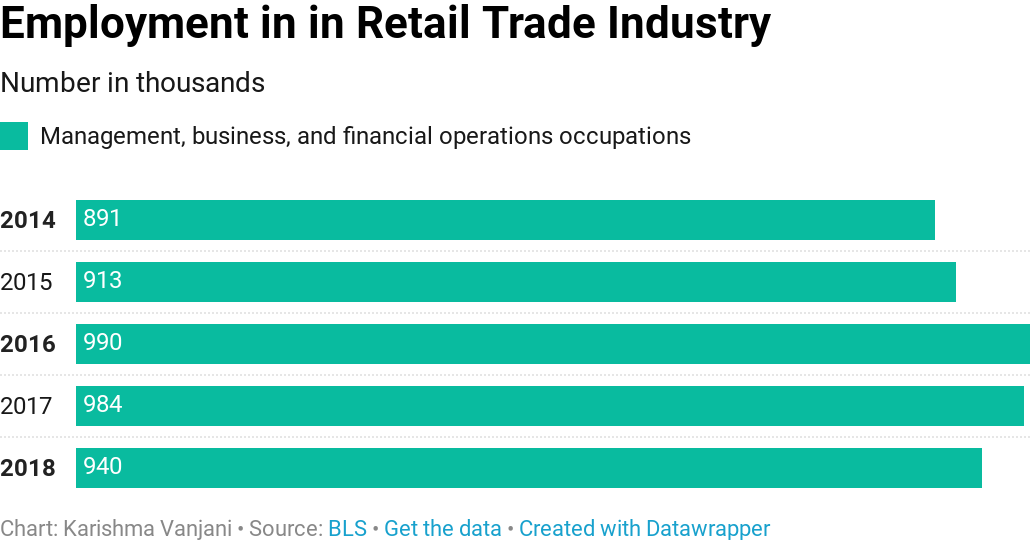 Employment in in Retail Trade Industry
Number in thousands
Management, business, and financial operations occupations
2014 891
2015 913
2016 990
2017 984
2018 940
Chart: Karishma Vanjani • Source: BLS • Get the data • Created with Datawrapper